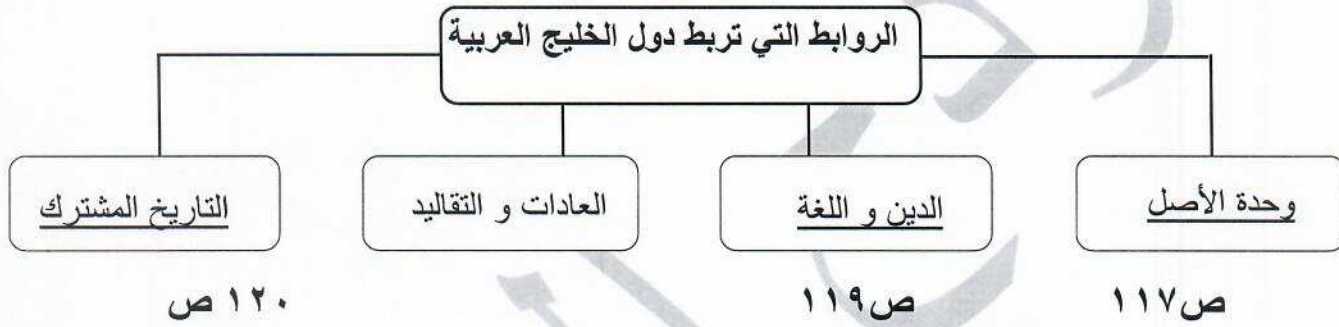 الروابط التي تربط دول الخليج العربية
وحدة الأصل
الدين و اللغة
العادات و التقاليد
التاريخ المشترك
ص١١٧
ص١١٩
١٢٠ ص